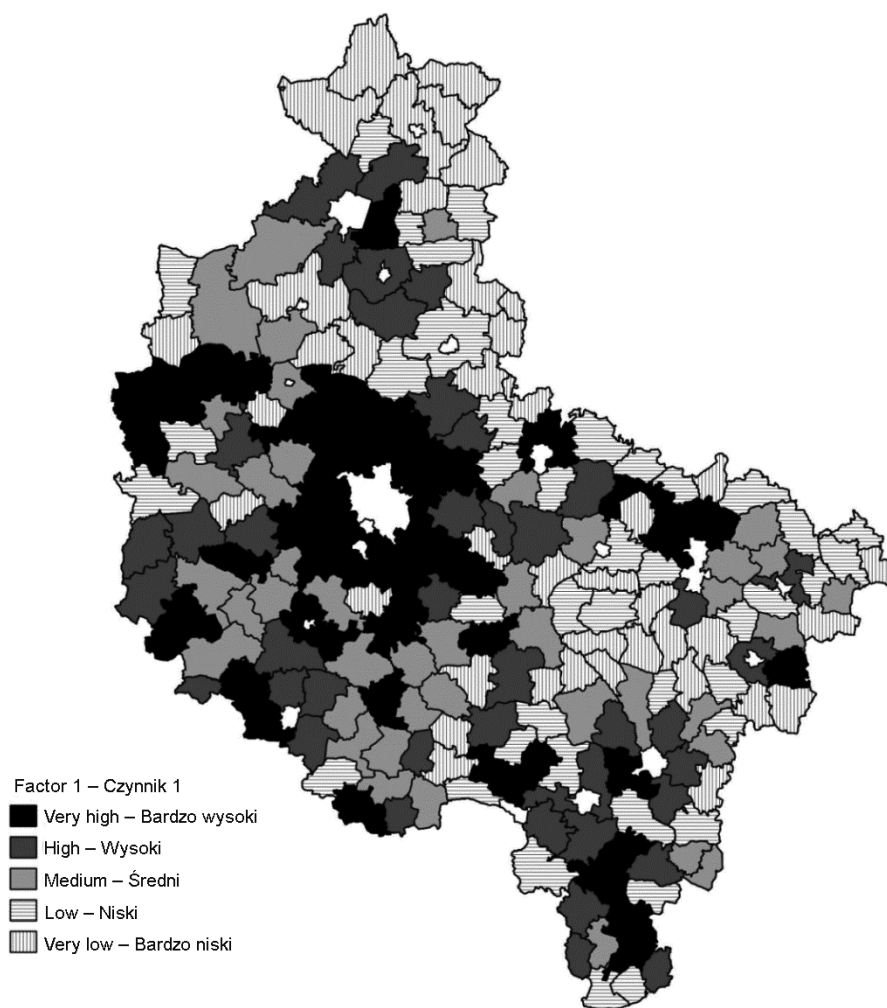 Factor 1 – Czynnik 1
Very high – Bardzo wysoki
High – Wysoki
Medium – Średni
Low – Niski
Very low – Bardzo niski